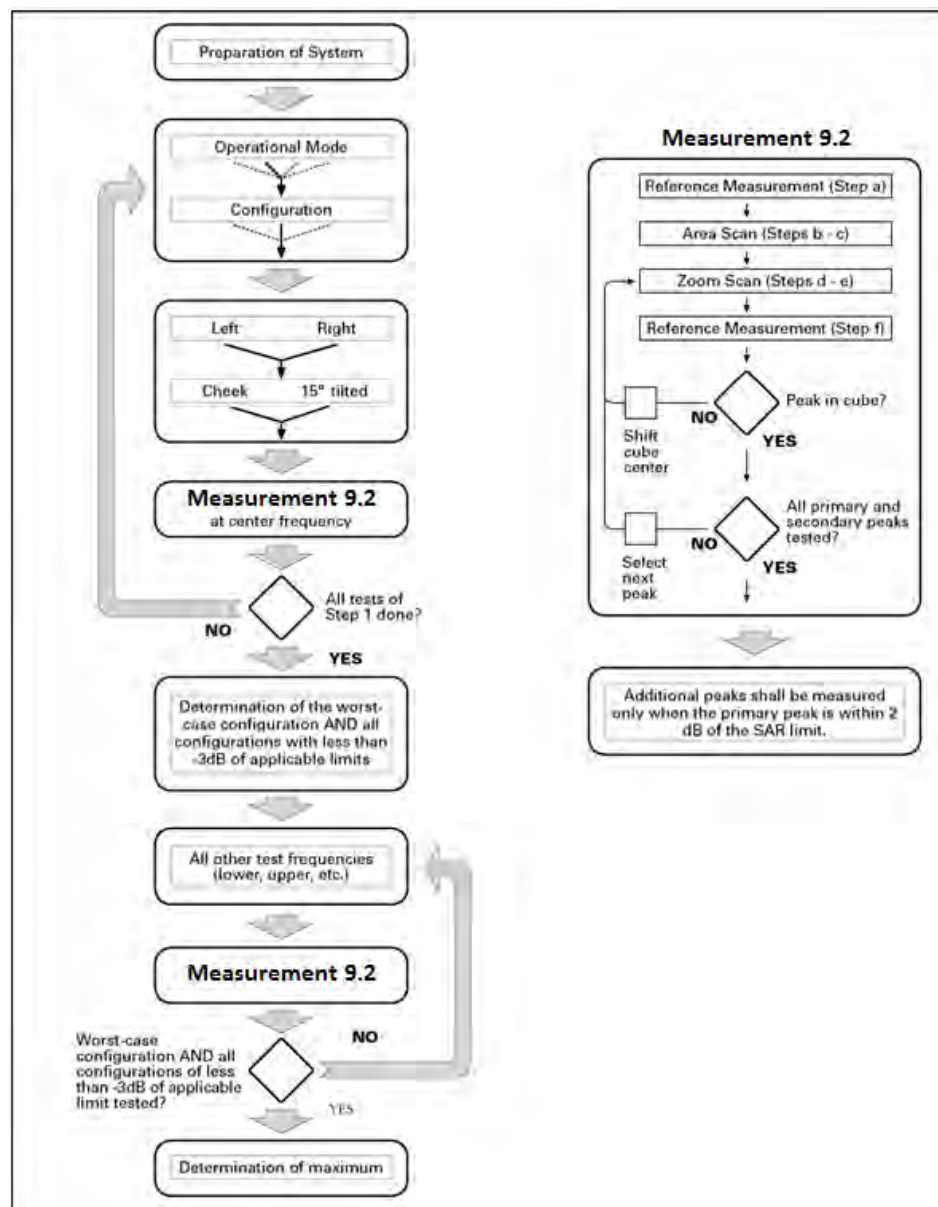 Preparation of System
Operational Mode
Configuration
Left Right
Cheek 15° tilted
Measurement 9.2
at center frequency
All tests of
Step 1 done?
NO
YES
Determination of the worst-
case configuration AND all
configurations with less than
-3dB of applicable limits
All other test frequencies
(lower, upper, etc.)
Measurement 9.2
NO
Worst-case
configuration AND all
configurations of less
than -3dB of applicable
limit tested?
YES
Determination of maximum
Measurement 9.2
Reference Measurement (Step a)
Area Scan (Steps b - c)
Zoom Scan (Steps d - e)
Reference Measurement (Step f)
Peak in cube?
NO
YES
Shift
cube
center
All primary and
secondary peaks
tested?
NO
YES
Select
next
peak
Additional peaks shall be measured
only when the primary peak is within 2
dB of the SAR limit.